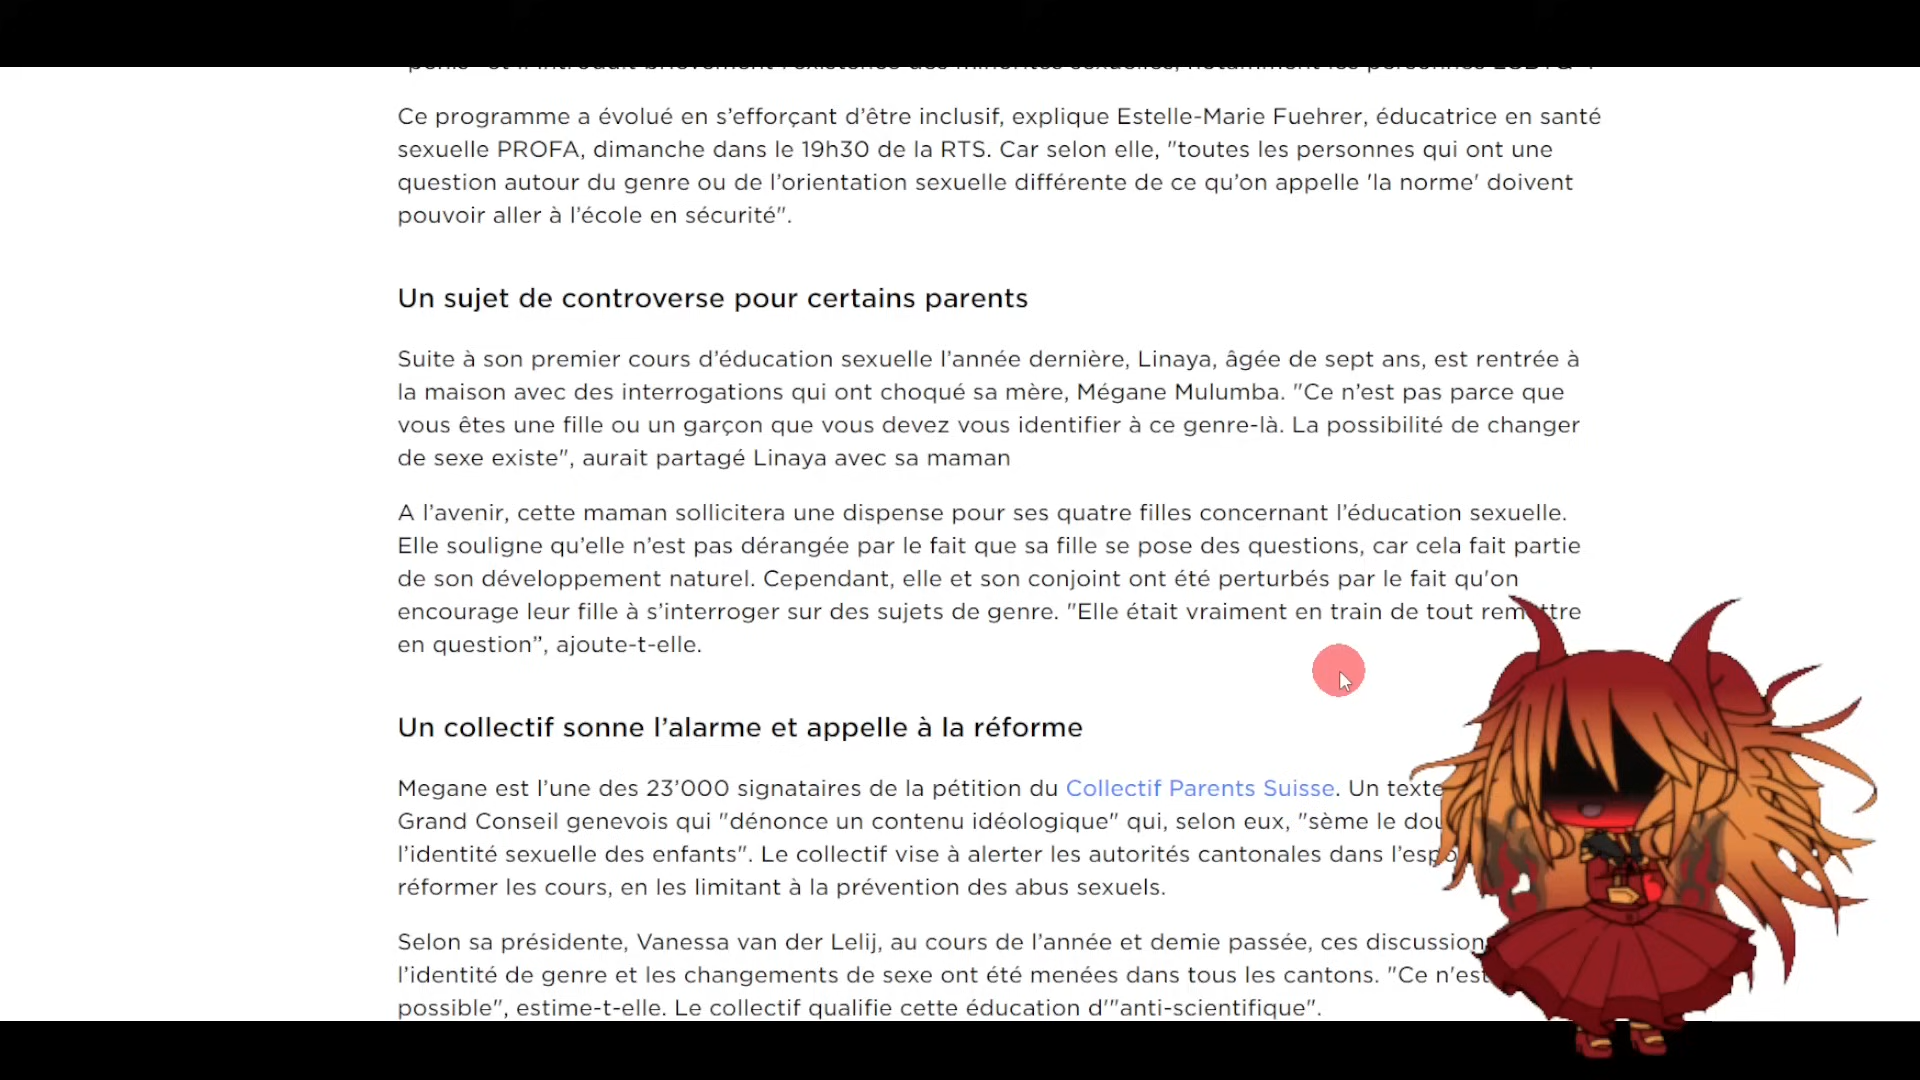 Ce programme a évolué en s’efforçant d’être inclusif, explique Estelle-Marie Fuehrer, éducatrice en santé
sexuelle PROFA, dimanche dans le 19h30 de la RTS. Car selon elle, "toutes les personnes qui ont une
question autour du genre ou de l’orientation sexuelle différente de ce qu’on appelle 'la norme' doivent
pouvoir aller à l’école en sécurité".
Un sujet de controverse pour certains parents
Suite à son premier cours d’éducation sexuelle l’année dernière, Linaya, âgée de sept ans, est rentrée à
la maison avec des interrogations qui ont choqué sa mère, Mégane Mulumba. "Ce n’est pas parce que
vous êtes une fille ou un garçon que vous devez vous identifier à ce genre-là. La possibilité de changer
de sexe existe", aurait partagé Linaya avec sa maman
A l’avenir, cette maman sollicitera une dispense pour ses quatre filles concernant l’éducation sexuelle.
Elle souligne qu’elle n’est pas dérangée par le fait que sa fille se pose des questions, car cela fait partie
de son développement naturel. Cependant, elle et son conjoint ont été perturbés par le fait qu'on
encourage leur fille à s’interroger sur des sujets de genre. "Elle était vraiment en train de tout remettre
en question”, ajoute-t-elle.
Un collectif sonne l’alarme et appelle à la réforme
Megane est l’une des 23’000 signataires de la pétition du Collectif Parents Suisse. Un texte
Grand Conseil genevois qui "dénonce un contenu idéologique" qui, selon eux, "sème le
l’identité sexuelle des enfants". Le collectif vise à alerter les autorités cantonales dans
réformer les cours, en les limitant à la prévention des abus sexuels.
Selon sa présidente, Vanessa van der Lelij, au cours de l’année et demie passée, ces
l’identité de genre et les changements de sexe ont été menées dans tous les cantons. "Ce n'est
possible", estime-t-elle. Le collectif qualifie cette éducation d'"anti-scientifique".